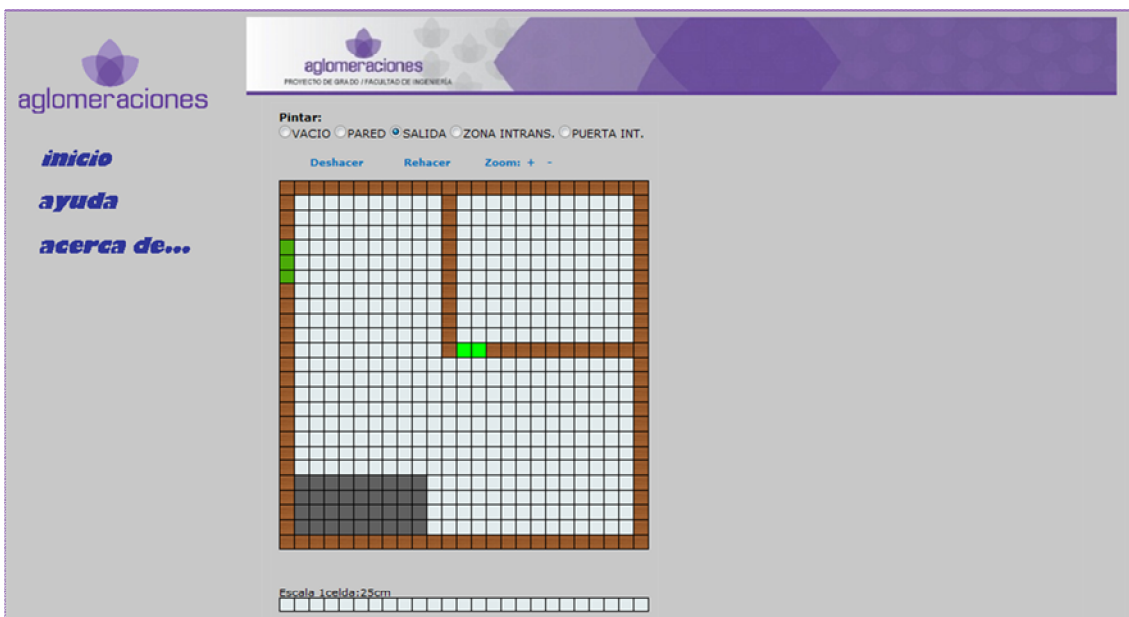 aglomeraciones
PROYECTO DE GRADO / FACULTAD DE INGENIERÍA
aglomeraciones
inicio
ayuda
acerca de...
Pintar:
VACIO PARED SALIDA ZONA INTRANS. PUERTA INT.
Deshacer Rehacer Zoom: + -
Escala 1celda:25cm